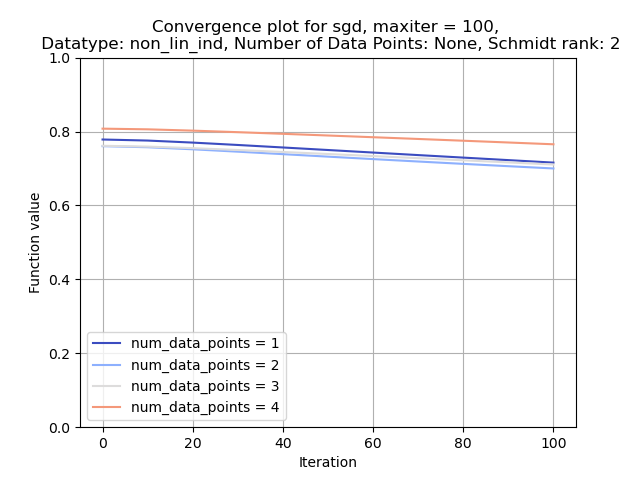 Convergence plot for sgd, maxiter = 100,
Datatype: non_lin_ind, Number of Data Points: None, Schmidt rank: 2
1.0
0.8
0.6
0.4
0.2
0.0
Function value
num_data_points = 1
num_data_points = 2
num_data_points = 3
num_data_points = 4
0 20 40 60 80 100
Iteration